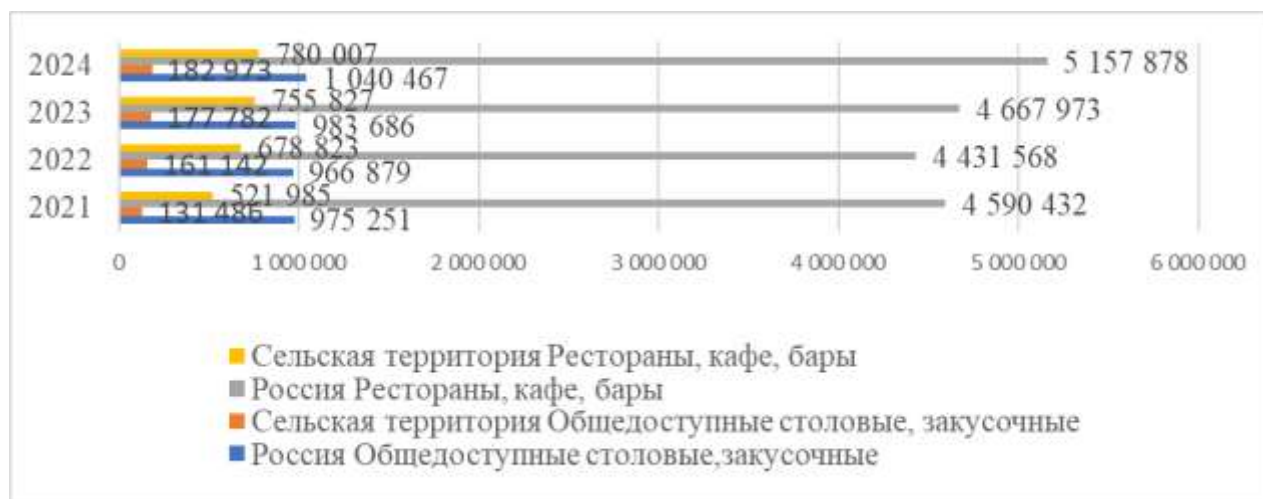 780 007
2024
5 157 878
182 973
1 040 467
755 827
2023
4 667 973
177 782
983 686
678 823
2022
4 431 568
161 142
966 879
521 985
2021
4 590 432
131 486
975 251
0 1 000 000 2 000 000 3 000 000 4 000 000 5 000 000 6 000 000
Сельская территория Рестораны, кафе, бары
Россия Рестораны, кафе, бары
Сельская территория Общедоступные столовые, закусочные
Россия Общедоступные столовые,закусочные